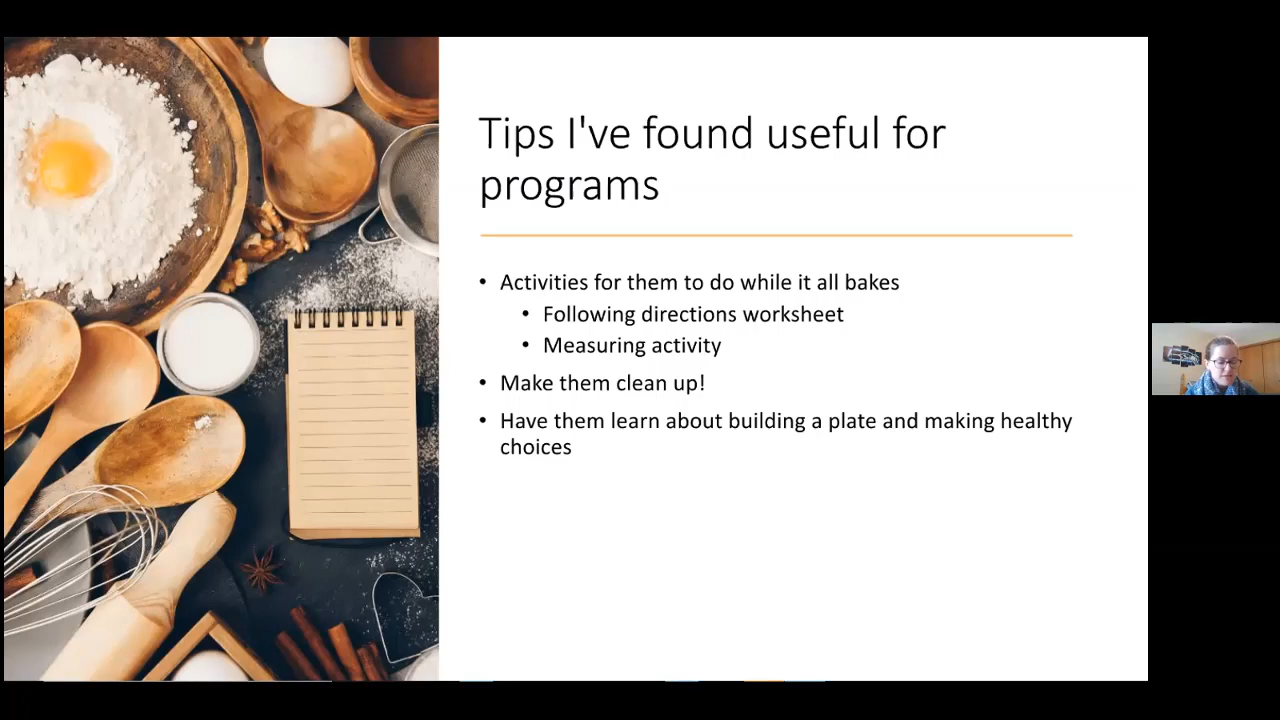 Tips I've found useful for
programs
• Activities for them to do while it all bakes
• Following directions worksheet
• Measuring activity
• Make them clean up!
• Have them learn about building a plate and making healthy
choices